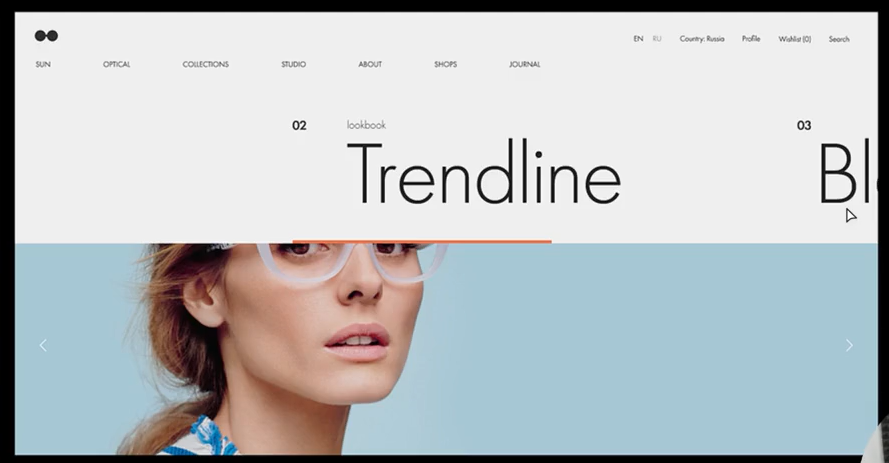 EN RU Country: Russia Profile Wishlist (0) Search
SUN OPTICAL COLLECTIONS STUDIO ABOUT SHOPS JOURNAL
02 lookbook 03
Trendline